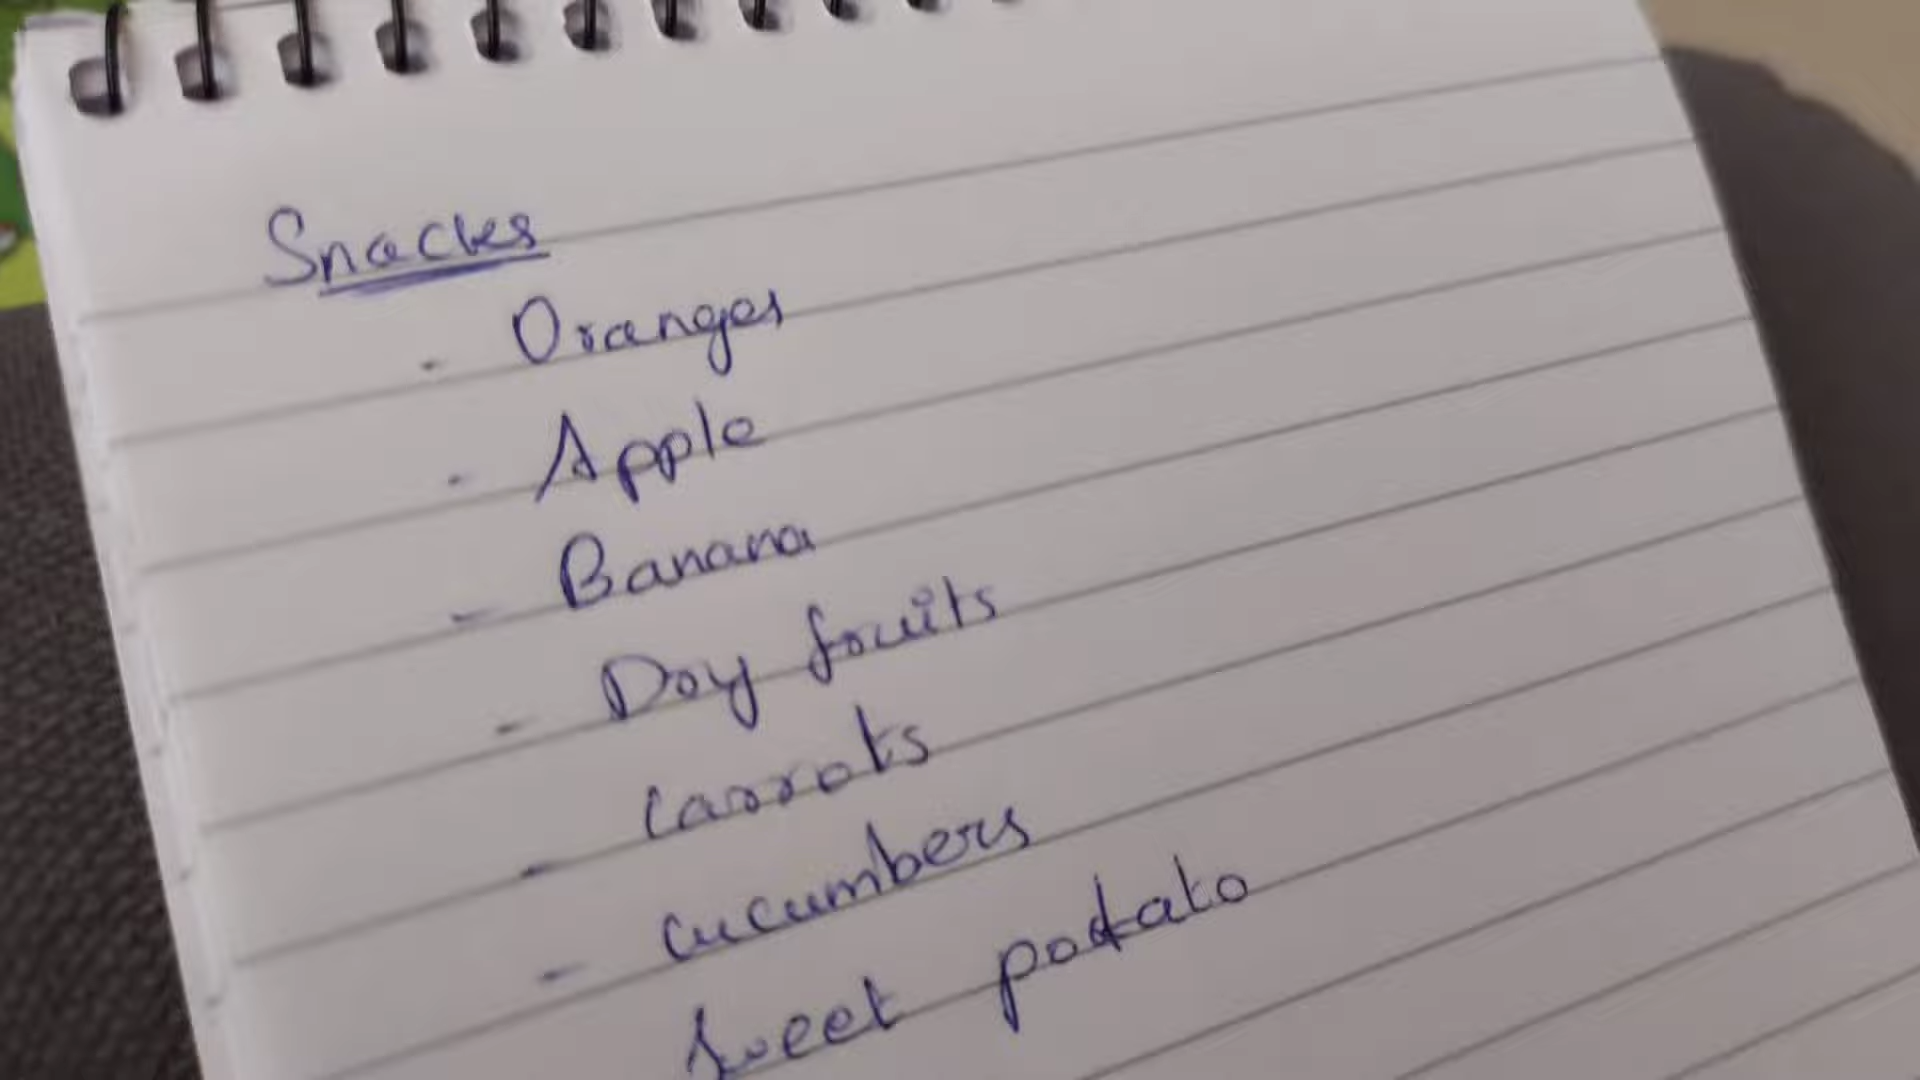 Snacks
- Oranges
- Apple
- Banana
- Dry fruits
- Carrots
- cucumbers
Sweet potato